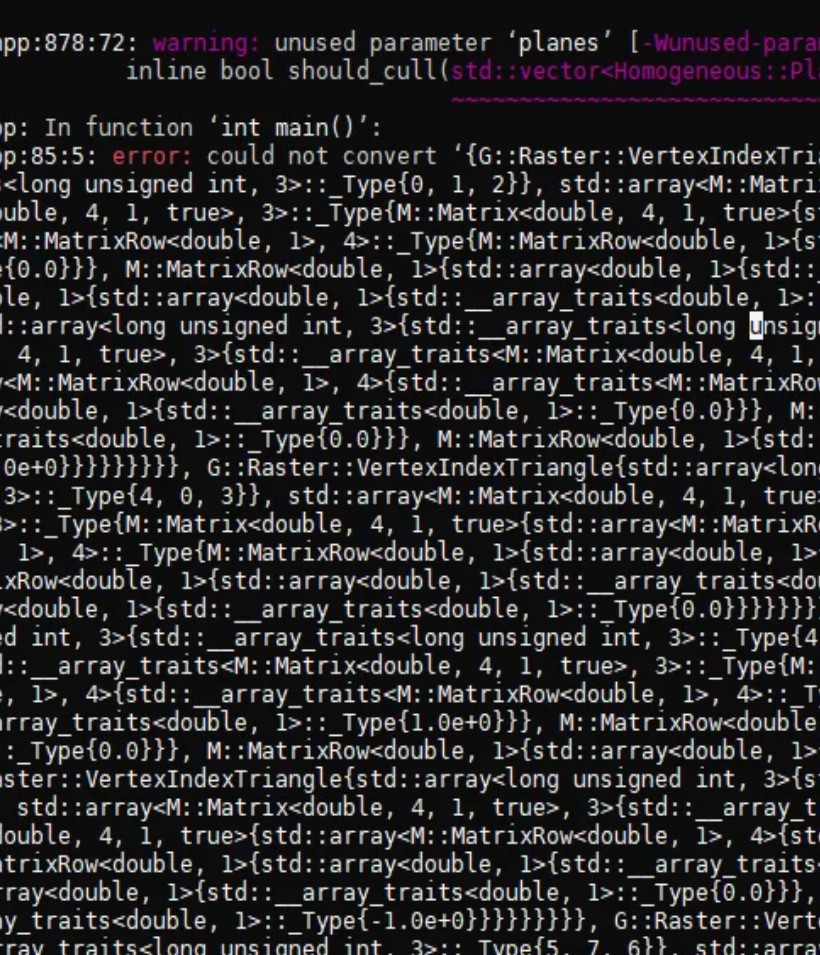 app:878:72: warning: unused parameter ‘planes’ [-Wunused-para
inline bool should_cull(std::vector<Homogeneous::Pl
~~~~~~~~~~~~~~~~~~~~~~~~~~~~
pp: In function ‘int main()’:
pp:85:5: error: could not convert ‘{G::Raster::VertexIndexTri
s<long unsigned int, 3>::_Type{0, 1, 2}}, std::array<M::Matri
ouble, 4, 1, true>, 3>::_Type{M::Matrix<double, 4, 1, true>{s
<M::MatrixRow<double, 1>, 4>::_Type{M::MatrixRow<double, 1>{s
e{0.0}}}, M::MatrixRow<double, 1>{std::array<double, 1>{std::
le, 1>{std::array<double, 1>{std::__array_traits<double, 1>:
d::array<long unsigned int, 3>{std::__array_traits<long unsig
4, 1, true>, 3>{std::__array_traits<M::Matrix<double, 4, 1,
y<M::MatrixRow<double, 1>, 4>{std::__array_traits<M::MatrixRo
y<double, 1>{std::__array_traits<double, 1>::_Type{0.0}}}, M:
traits<double, 1>::_Type{0.0}}}, M::MatrixRow<double, 1>{std:
0e+0}}}}}}}}}, G::Raster::VertexIndexTriangle{std::array<lon
3>::_Type{4, 0, 3}}, std::array<M::Matrix<double, 4, 1, true
3>::_Type{M::Matrix<double, 4, 1, true>{std::array<M::MatrixR
1>, 4>::_Type{M::MatrixRow<double, 1>{std::array<double, 1>
ixRow<double, 1>{std::array<double, 1>{std::__array_traits<do
y<double, 1>{std::__array_traits<double, 1>::_Type{0.0}}}}}}}
ed int, 3>{std::__array_traits<long unsigned int, 3>::_Type{4
d::__array_traits<M::Matrix<double, 4, 1, true>, 3>::_Type{M:
e, 1>, 4>{std::__array_traits<M::MatrixRow<double, 1>, 4>::_T
array_traits<double, 1>::_Type{1.0e+0}}}, M::MatrixRow<double
::_Type{0.0}}}, M::MatrixRow<double, 1>{std::array<double, 1>
aster::VertexIndexTriangle{std::array<long unsigned int, 3>{s
std::array<M::Matrix<double, 4, 1, true>, 3>{std::__array_t
double, 4, 1, true>{std::array<M::MatrixRow<double, 1>, 4>{st
atrixRow<double, 1>{std::array<double, 1>{std::__array_traits
rray<double, 1>{std::__array_traits<double, 1>::_Type{0.0}}},
ay_traits<double, 1>::_Type{-1.0e+0}}}}}}}}}, G::Raster::Vert
rray_traits<long unsigned int, 3>::_Type{5, 7, 6}}, std::arra